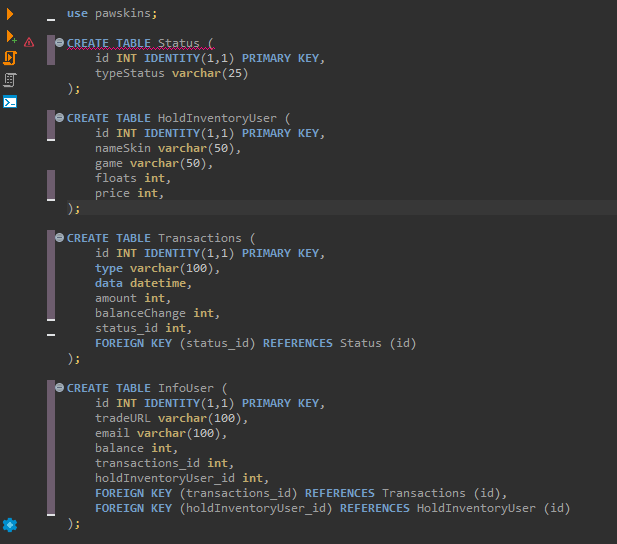 use pawskins;
CREATE TABLE Status (
id INT IDENTITY(1,1) PRIMARY KEY,
typeStatus varchar(25)
);
CREATE TABLE HoldInventoryUser (
id INT IDENTITY(1,1) PRIMARY KEY,
nameSkin varchar(50),
game varchar(50),
floats int,
price int,
);
CREATE TABLE Transactions (
id INT IDENTITY(1,1) PRIMARY KEY,
type varchar(100),
data datetime,
amount int,
balanceChange int,
status_id int,
FOREIGN KEY (status_id) REFERENCES Status (id)
);
CREATE TABLE InfoUser (
id INT IDENTITY(1,1) PRIMARY KEY,
tradeURL varchar(100),
email varchar(100),
balance int,
transactions_id int,
holdInventoryUser_id int,
FOREIGN KEY (transactions_id) REFERENCES Transactions (id),
FOREIGN KEY (holdInventoryUser_id) REFERENCES HoldInventoryUser (id)
);